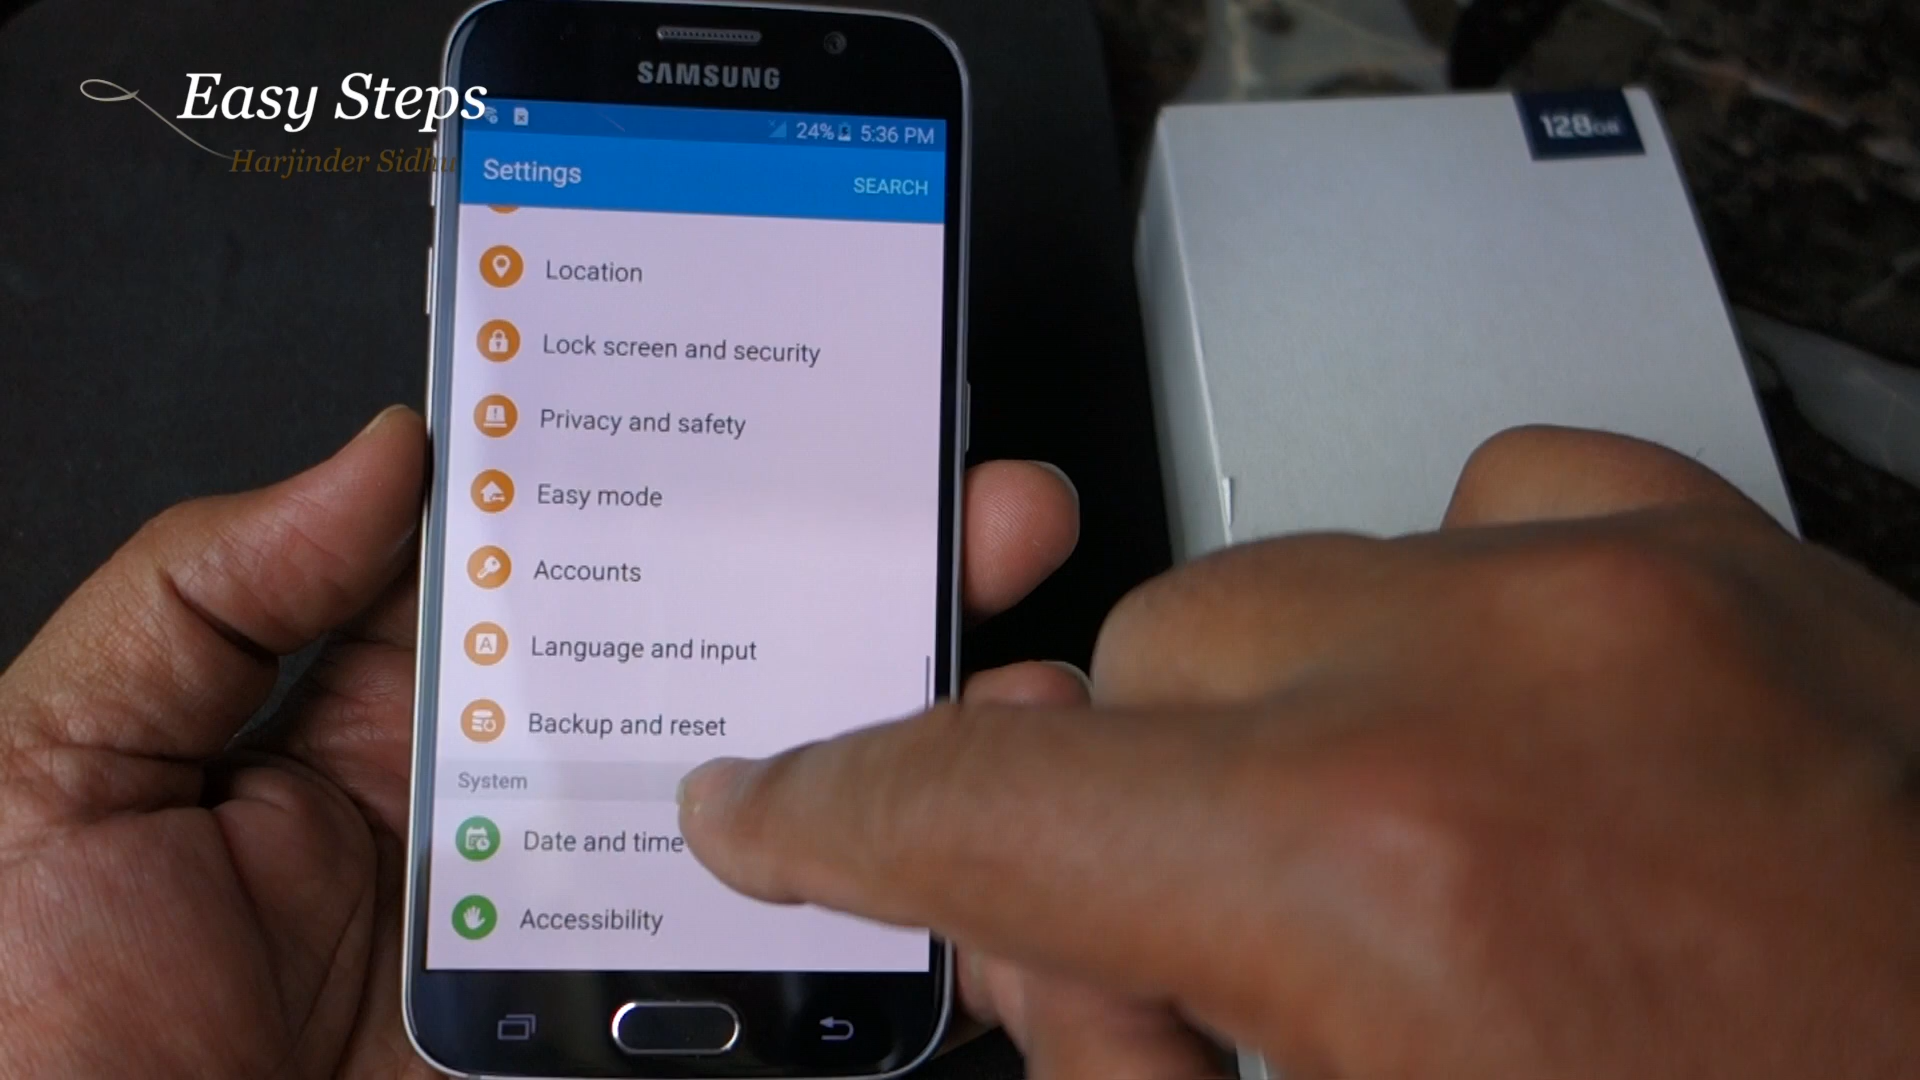 Easy Steps
Harjinder Sidhu
SAMSUNG
24% 5:36 PM
Settings
SEARCH
Location
Lock screen and security
Privacy and safety
Easy mode
Accounts
Language and input
Backup and reset
System
Date and time
Accessibility
128GB